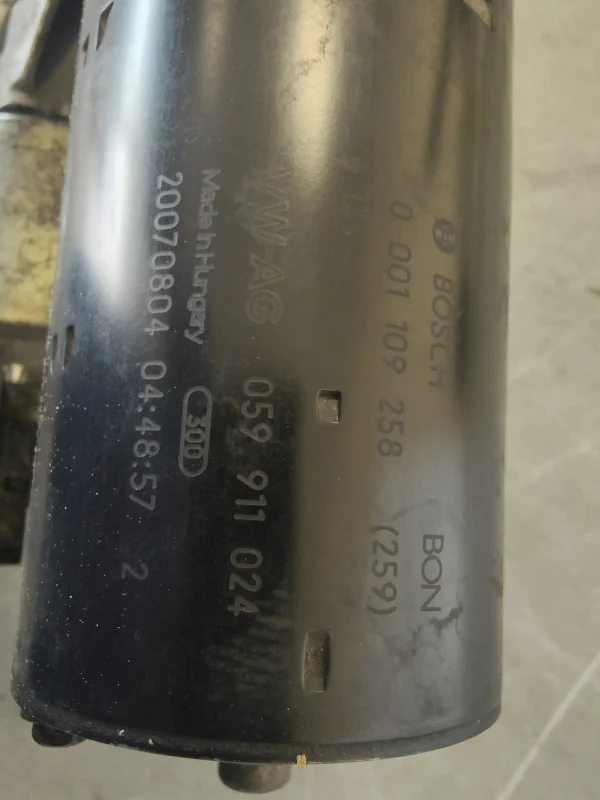 BOSCH BON
0 001 109 258 (259)
VW AG 059 911 024
Made in Hungary 300
20070804 04:48:57 2